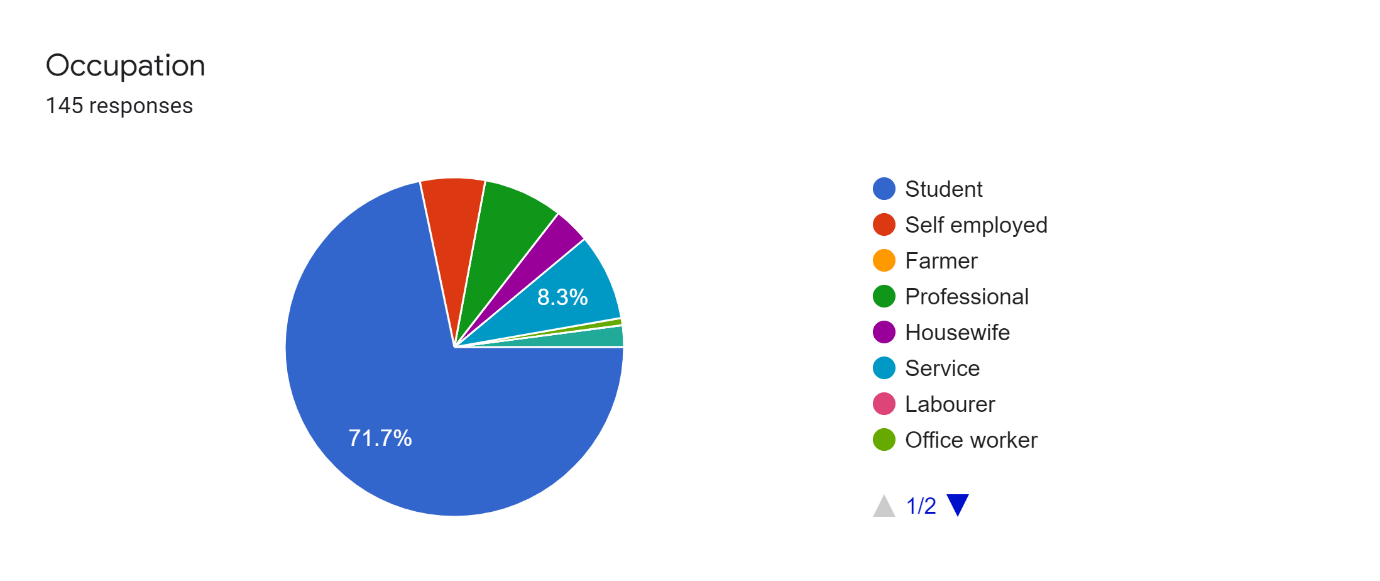 Occupation
145 responses
71.7%
8.3%
Student
Self employed
Farmer
Professional
Housewife
Service
Labourer
Office worker
1/2